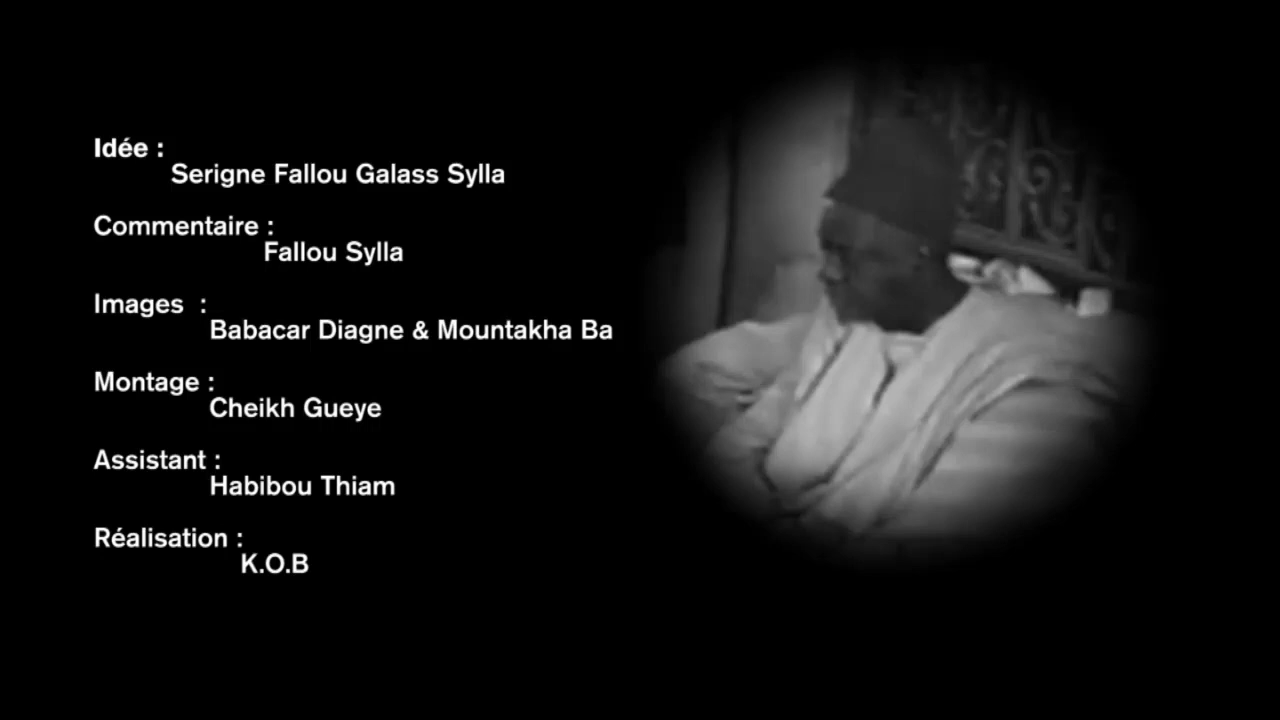 Idée :
Serigne Fallou Galass Sylla
Commentaire :
Fallou Sylla
Images :
Babacar Diagne & Mountakha Ba
Montage :
Cheikh Gueye
Assistant :
Habibou Thiam
Réalisation :
K.O.B